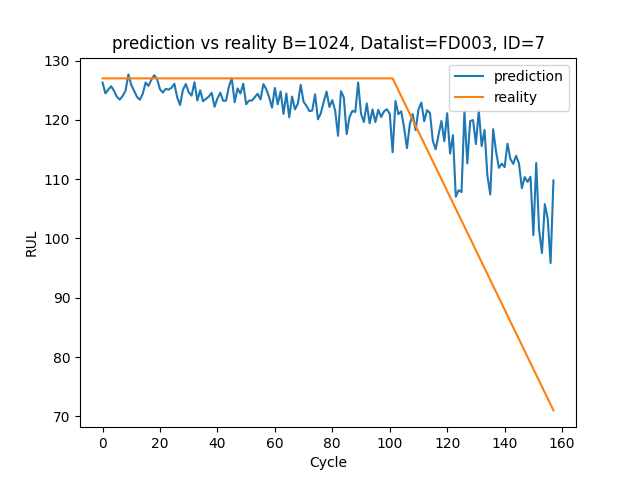 prediction vs reality B=1024, Datalist=FD003, ID=7
prediction
reality
130
120
110
100
90
80
70
RUL
0 20 40 60 80 100 120 140 160
Cycle